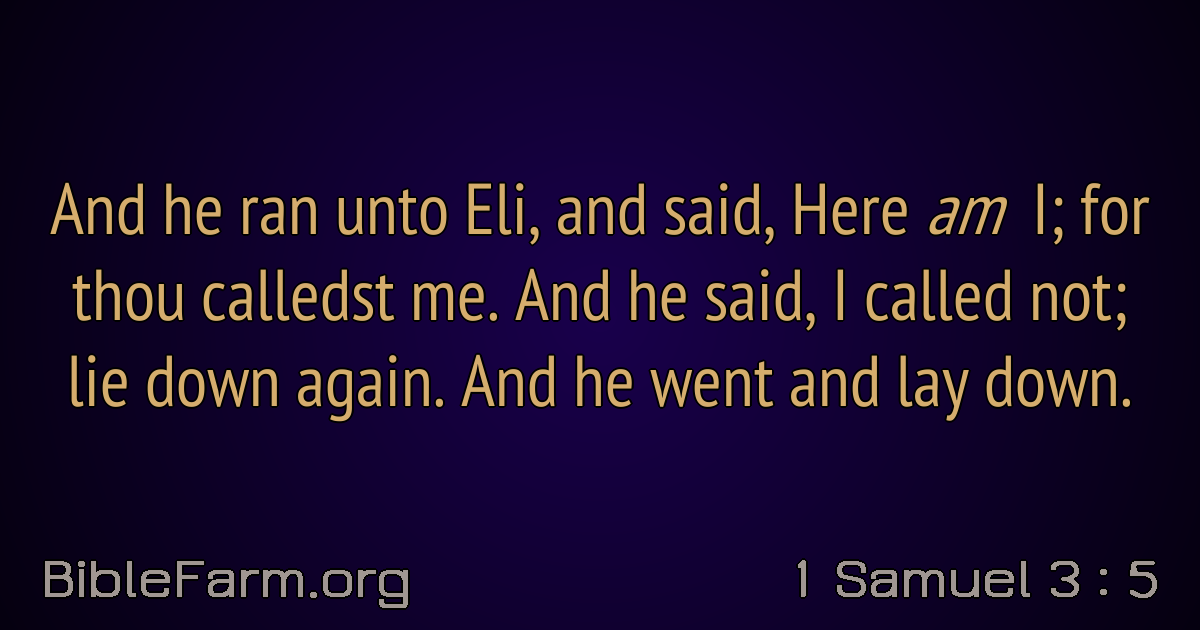 And he ran unto Eli, and said, Here am I; for
thou calledst me. And he said, I called not;
lie down again. And he went and lay down.
BibleFarm.org
1 Samuel 3 : 5